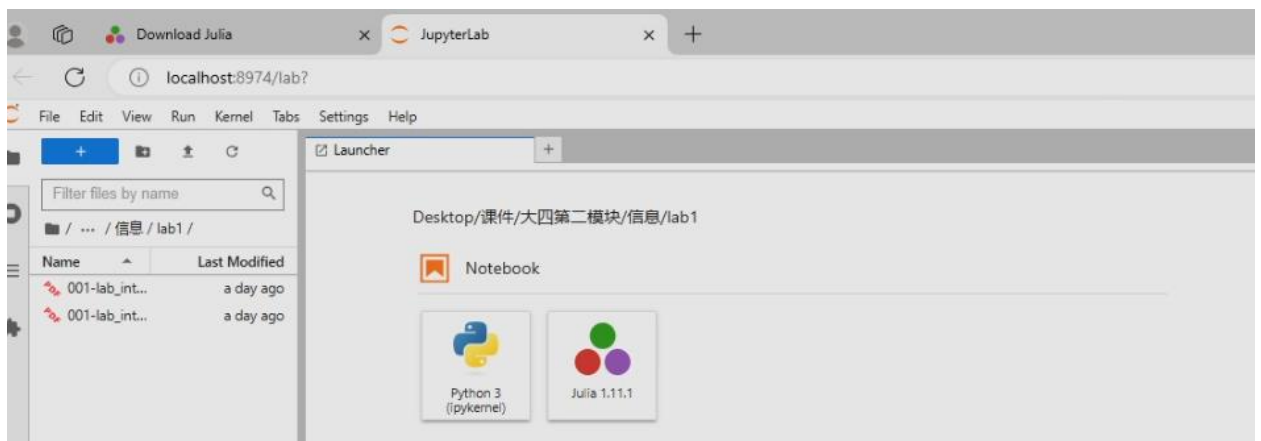 Download Julia
JupyterLab
localhost:8974/lab?
File Edit View Run Kernel Tabs Settings Help
Launcher
Filter files by name
/ ··· / 信息 / lab1 /
Name Last Modified
001-lab_int... a day ago
001-lab_int... a day ago
Desktop/课件/大四第二模块/信息/lab1
Notebook
Python 3
(ipykernel)
Julia 1.11.1